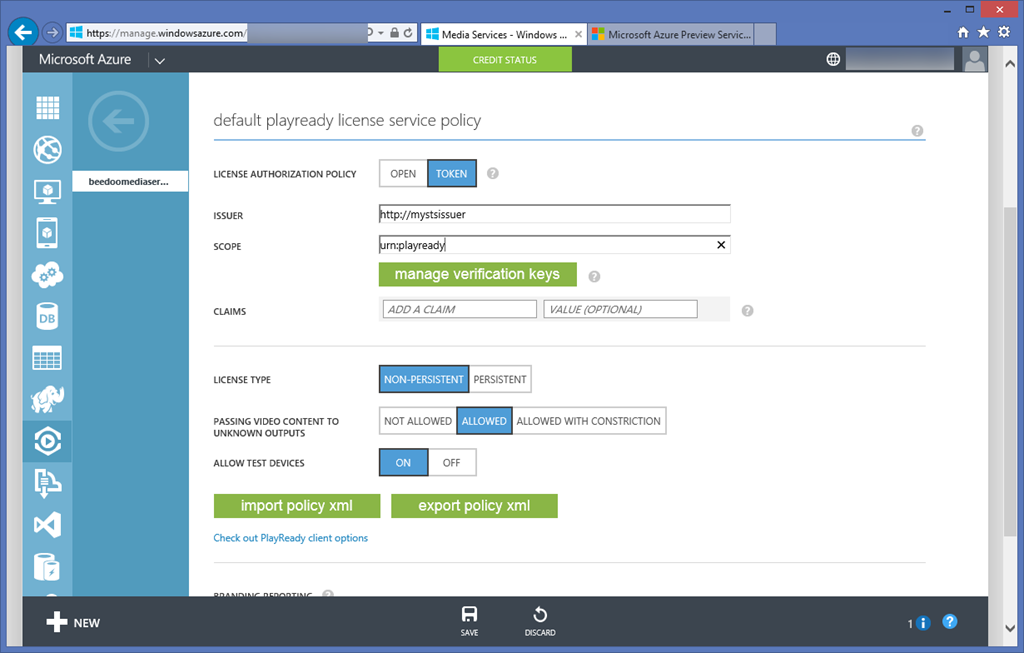 https://manage.windowsazure.com/
Media Services - Windows ...
Microsoft Azure Preview Servic...
Microsoft Azure
CREDIT STATUS
beedoomediaser...
default playready license service policy
?
LICENSE AUTHORIZATION POLICY
OPEN
TOKEN
?
ISSUER
http://mystsissuer
SCOPE
urn:playready
manage verification keys
?
CLAIMS
ADD A CLAIM
VALUE (OPTIONAL)
?
LICENSE TYPE
NON-PERSISTENT
PERSISTENT
PASSING VIDEO CONTENT TO
UNKNOWN OUTPUTS
NOT ALLOWED
ALLOWED
ALLOWED WITH CONSTRICTION
ALLOW TEST DEVICES
ON
OFF
import policy xml
export policy xml
Check out PlayReady client options
BRANDING REPORTING
DB
NEW
SAVE
DISCARD
1 i
?